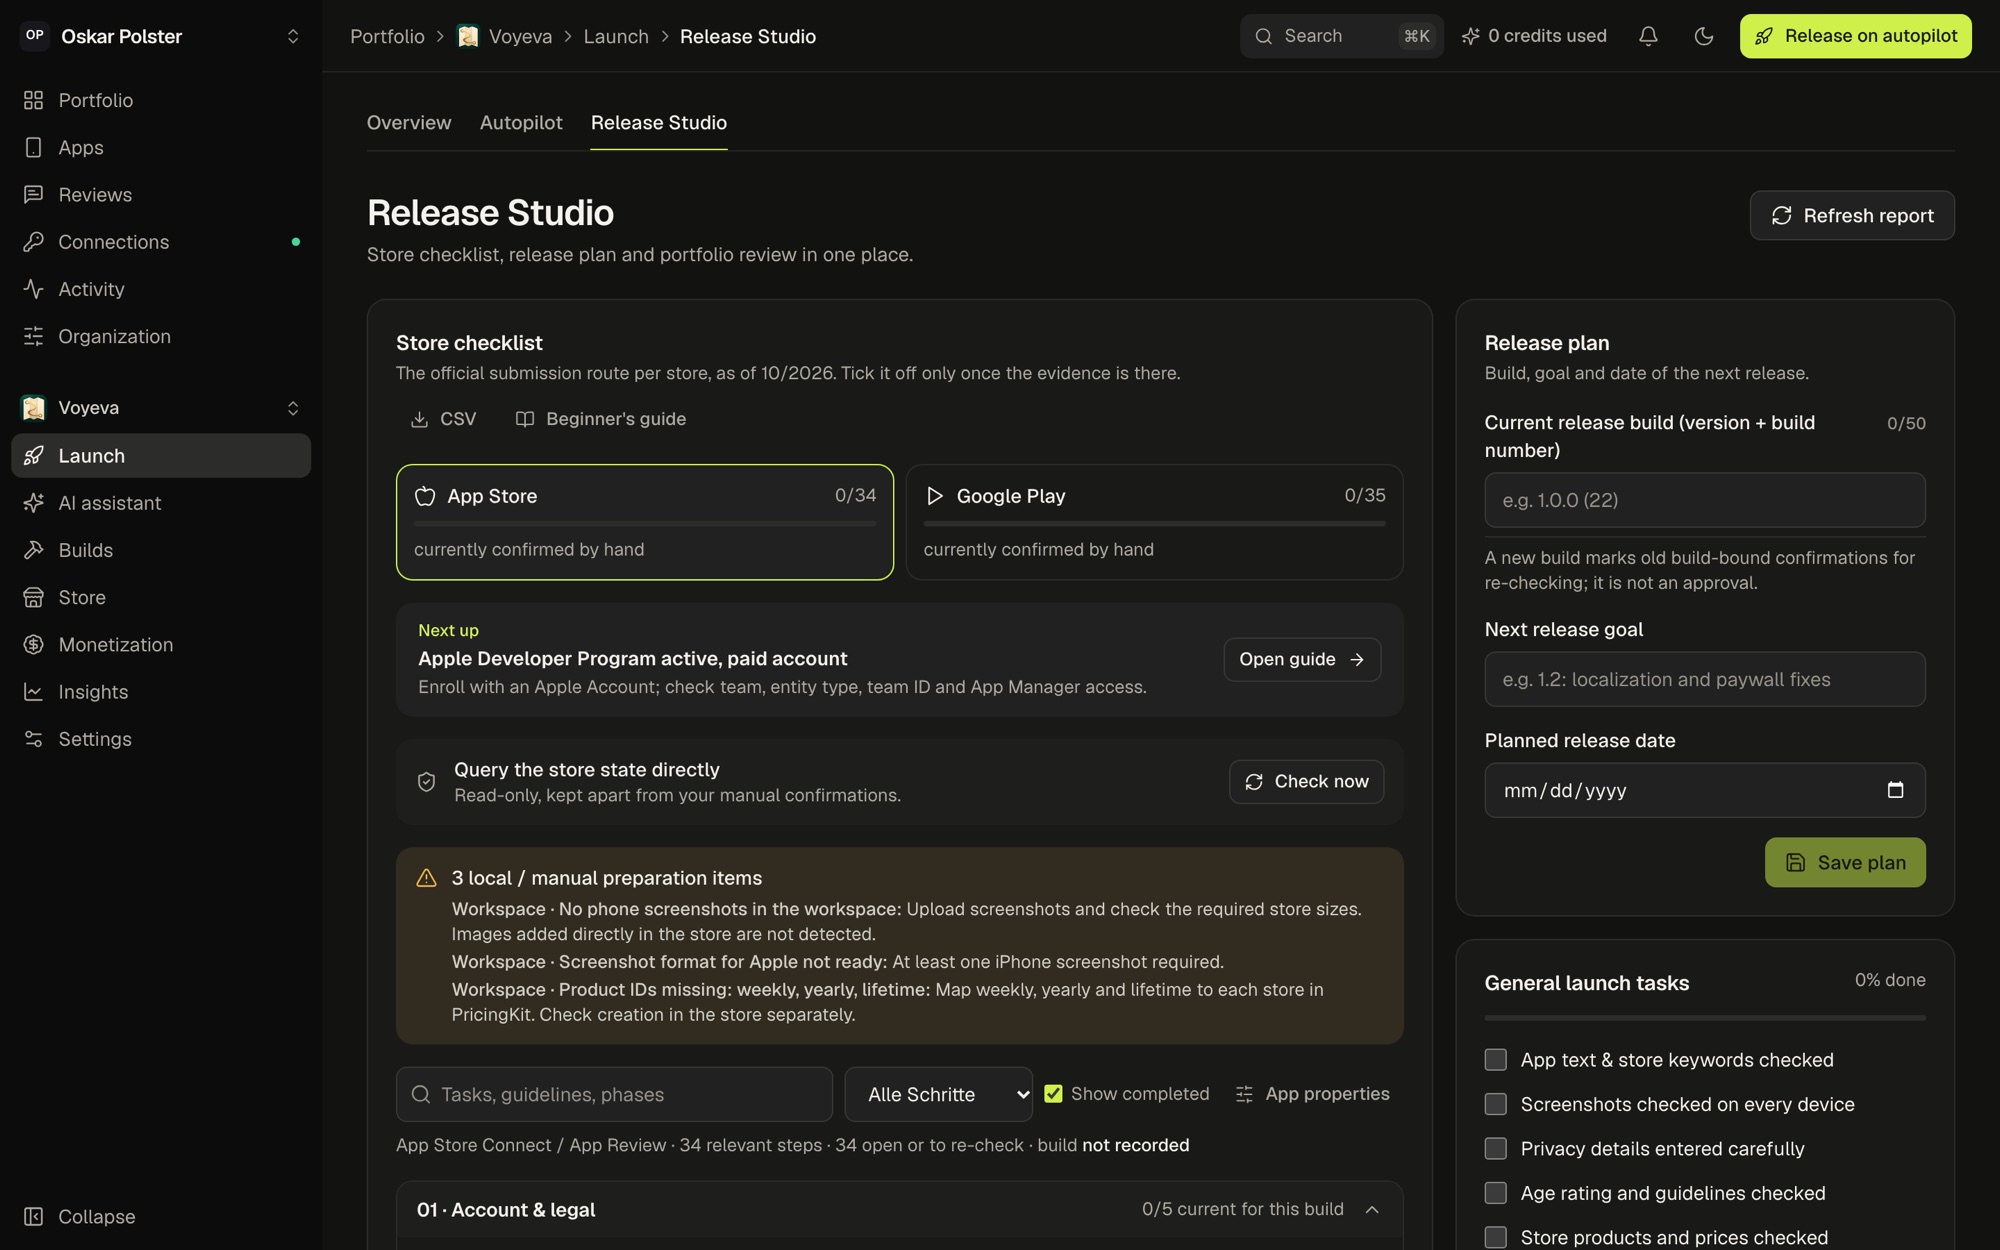 OP Oskar Polster
Portfolio
Apps
Reviews
Connections
Activity
Organization
Voyeva
Launch
AI assistant
Builds
Store
Monetization
Insights
Settings
Collapse
Portfolio > Voyeva > Launch > Release Studio
Search ⌘K
0 credits used
Release on autopilot
Overview Autopilot Release Studio
Release Studio
Store checklist, release plan and portfolio review in one place.
Refresh report
Store checklist
The official submission route per store, as of 10/2026. Tick it off only once the evidence is there.
CSV Beginner's guide
App Store 0/34
currently confirmed by hand
Google Play 0/35
currently confirmed by hand
Next up
Apple Developer Program active, paid account
Enroll with an Apple Account; check team, entity type, team ID and App Manager access.
Open guide →
Query the store state directly
Read-only, kept apart from your manual confirmations.
Check now
3 local / manual preparation items
Workspace · No phone screenshots in the workspace: Upload screenshots and check the required store sizes.
Images added directly in the store are not detected.
Workspace · Screenshot format for Apple not ready: At least one iPhone screenshot required.
Workspace · Product IDs missing: weekly, yearly, lifetime: Map weekly, yearly and lifetime to each store in
PricingKit. Check creation in the store separately.
Tasks, guidelines, phases
Alle Schritte
Show completed
App properties
App Store Connect / App Review · 34 relevant steps · 34 open or to re-check · build not recorded
01 · Account & legal 0/5 current for this build
Release plan
Build, goal and date of the next release.
Current release build (version + build 0/50
number)
e.g. 1.0.0 (22)
A new build marks old build-bound confirmations for
re-checking; it is not an approval.
Next release goal
e.g. 1.2: localization and paywall fixes
Planned release date
mm/dd/yyyy
Save plan
General launch tasks 0% done
App text & store keywords checked
Screenshots checked on every device
Privacy details entered carefully
Age rating and guidelines checked
Store products and prices checked